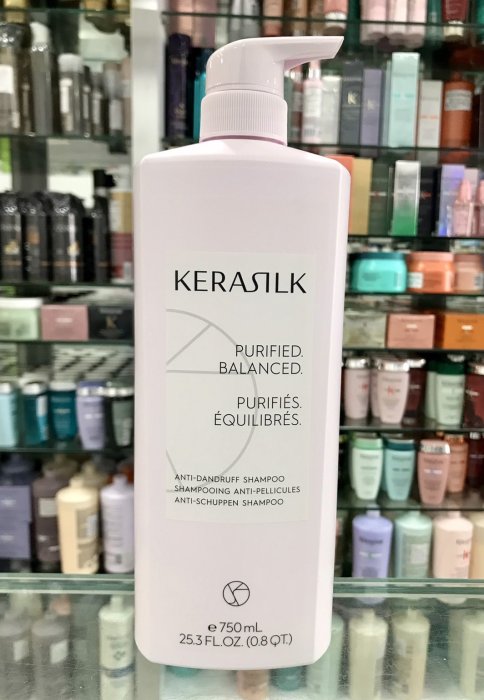 KERASILK
PURIFIED.
BALANCED.
PURIFIÉS.
ÉQUILIBRÉS.
ANTI-DANDRUFF SHAMPOO
SHAMPOOING ANTI-PELLICULES
ANTI-SCHUPPEN SHAMPOO
℮ 750 mL
25.3 FL.OZ. (0.8 QT.)